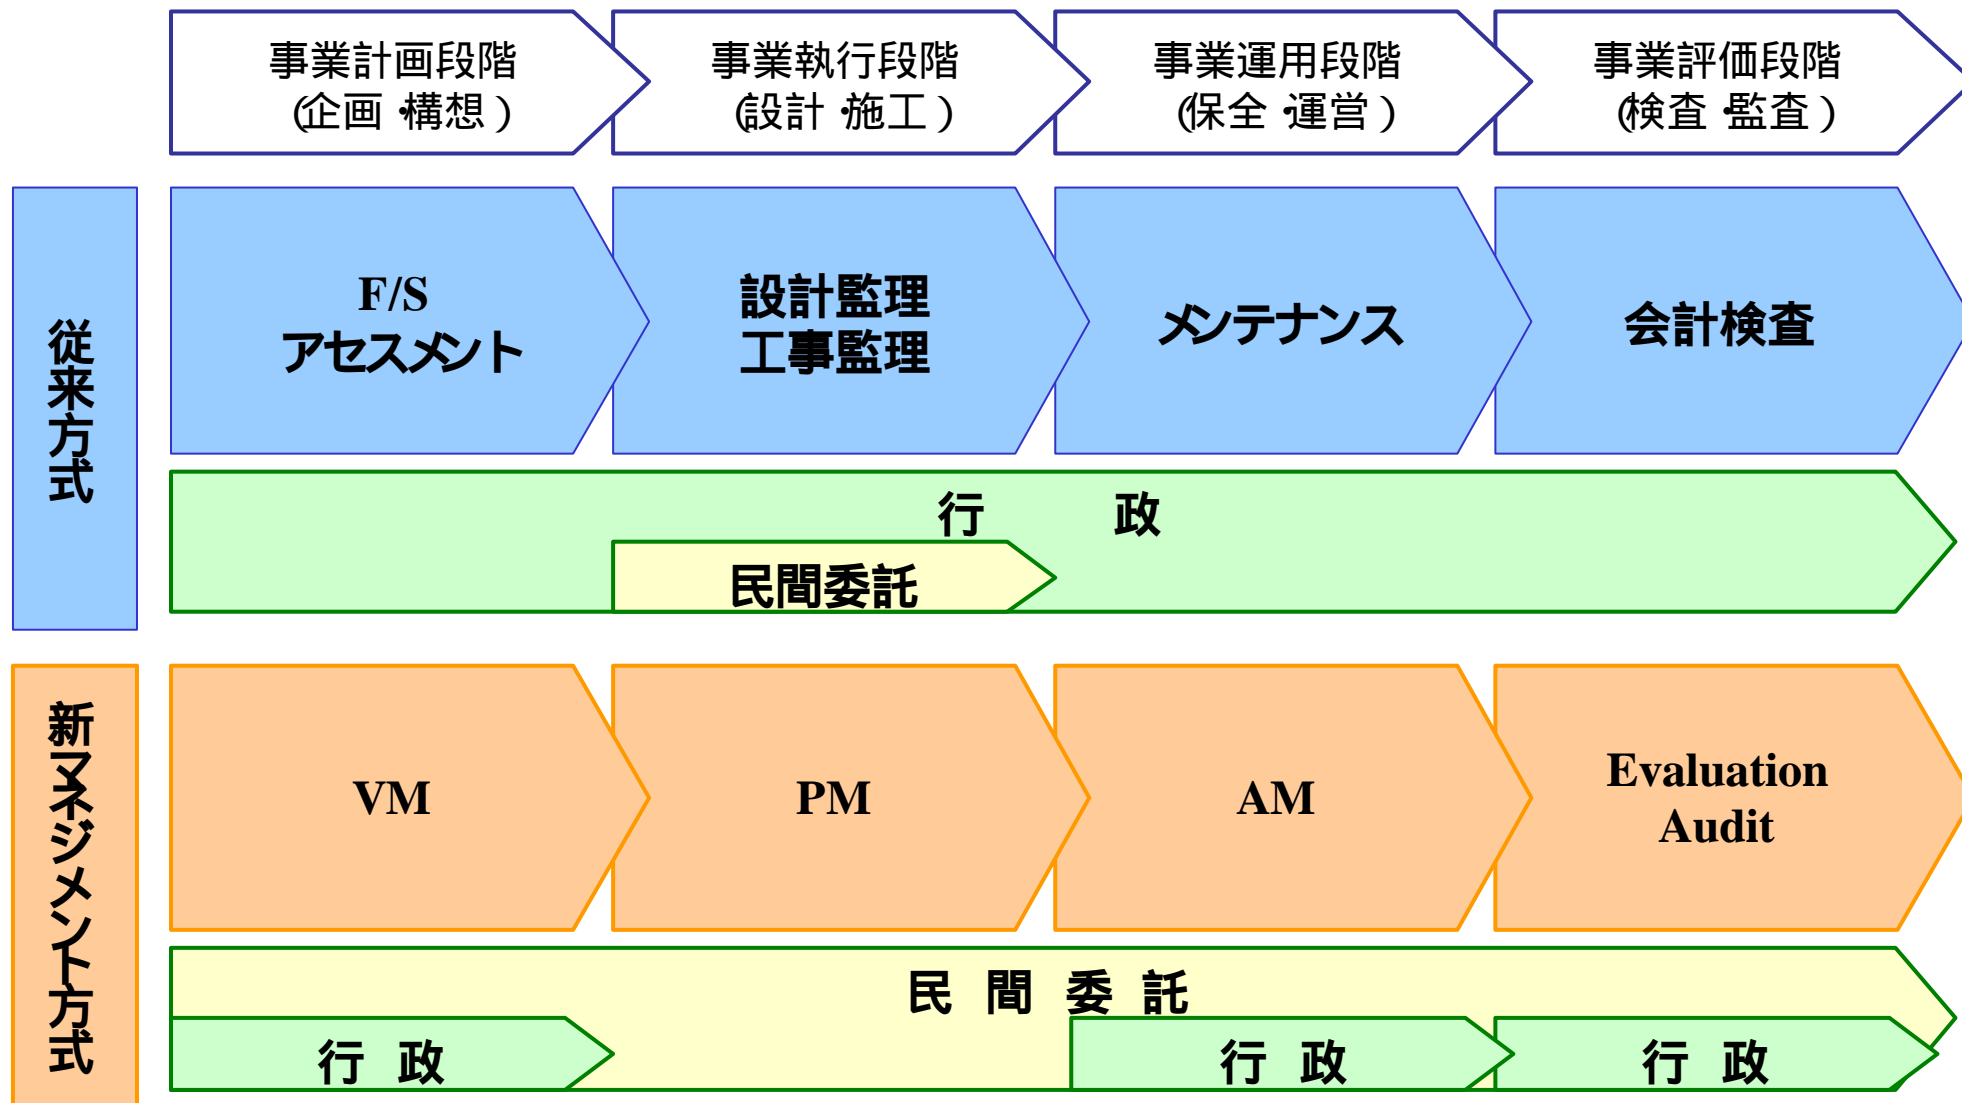 事業計画段階
(企画・構想)
事業執行段階
(設計・施工)
事業運用段階
(保全・運営)
事業評価段階
(検査・監査)
従来方式
F/S
アセスメント
設計監理
工事監理
メンテナンス
会計検査
行 政
民間委託
新マネジメント方式
VM
PM
AM
Evaluation
Audit
民 間 委 託
行 政
行 政
行 政